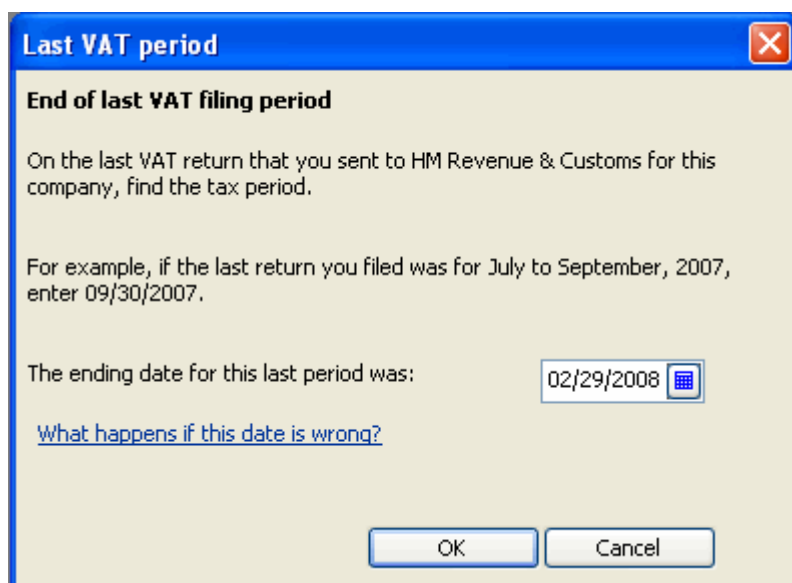 Last VAT period
End of last VAT filing period
On the last VAT return that you sent to HM Revenue & Customs for this
company, find the tax period.
For example, if the last return you filed was for July to September, 2007,
enter 09/30/2007.
The ending date for this last period was:
02/29/2008
What happens if this date is wrong?
OK
Cancel